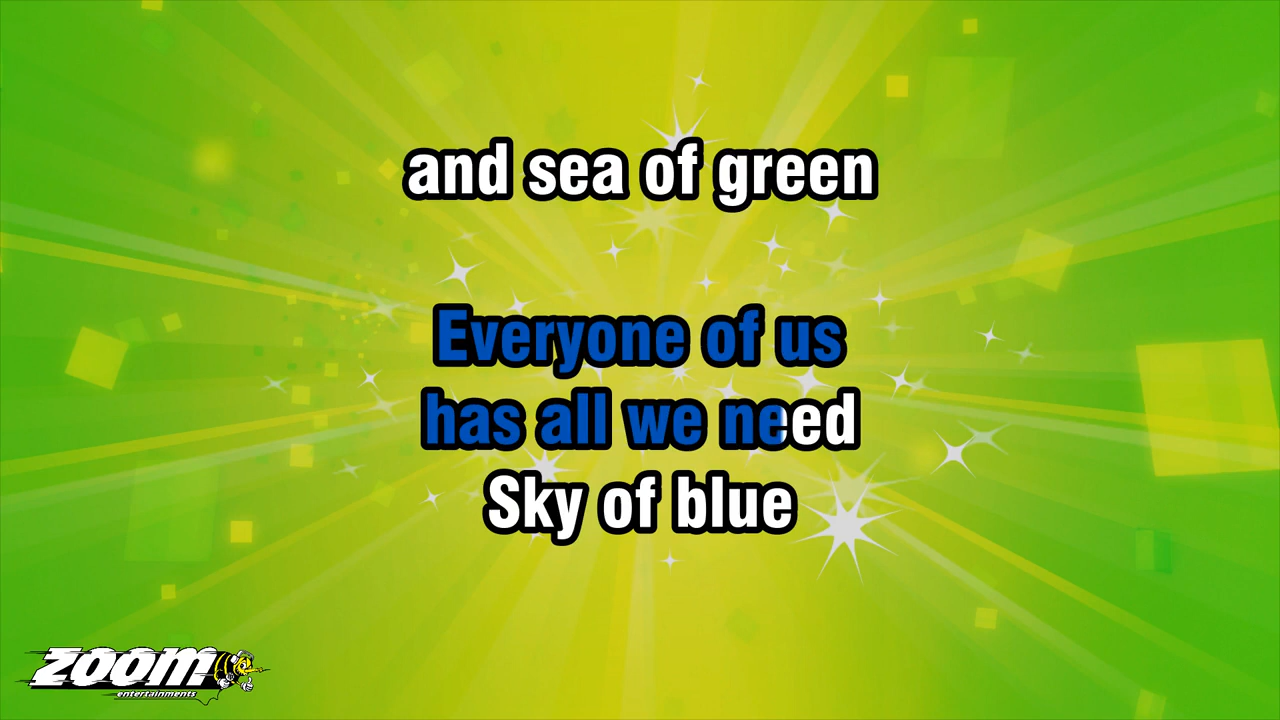 and sea of green
Everyone of us
has all we need
Sky of blue
ZOOM
entertainments